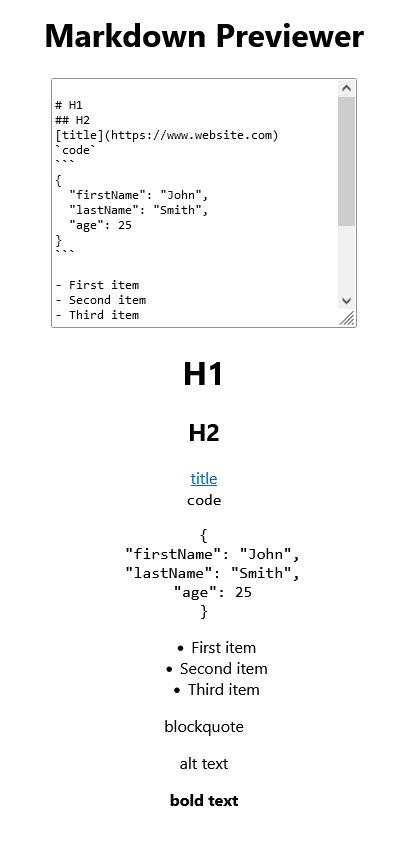 Markdown Previewer
# H1
## H2
[title](https://www.website.com)
`code`
```
{
  "firstName": "John",
  "lastName": "Smith",
  "age": 25
}
```
- First item
- Second item
- Third item
H1
H2
title
code
{
"firstName": "John",
"lastName": "Smith",
"age": 25
}
• First item
• Second item
• Third item
blockquote
alt text
bold text